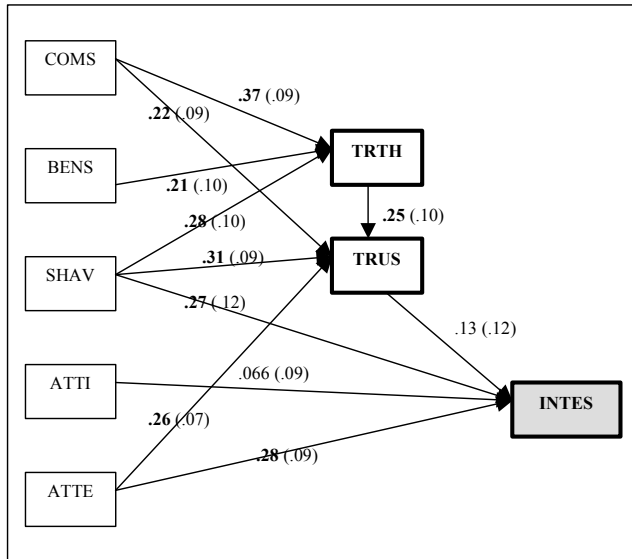 COMS
.37 (.09)
.22 (.09)
TRTH
BENS
.21 (.10)
.28 (.10)
.25 (.10)
SHAV
.31 (.09)
TRUS
.27 (.12)
.13 (.12)
ATTI
.066 (.09)
INTES
.26 (.07)
.28 (.09)
ATTE